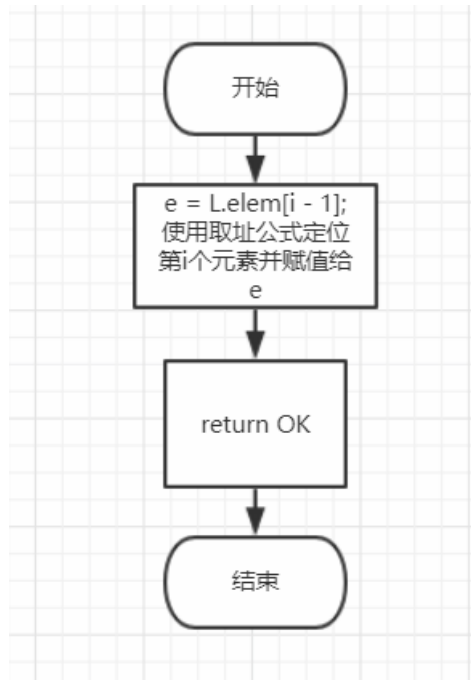 开始
e = L.elem[i - 1];
使用取址公式定位
第i个元素并赋值给
e
return OK
结束